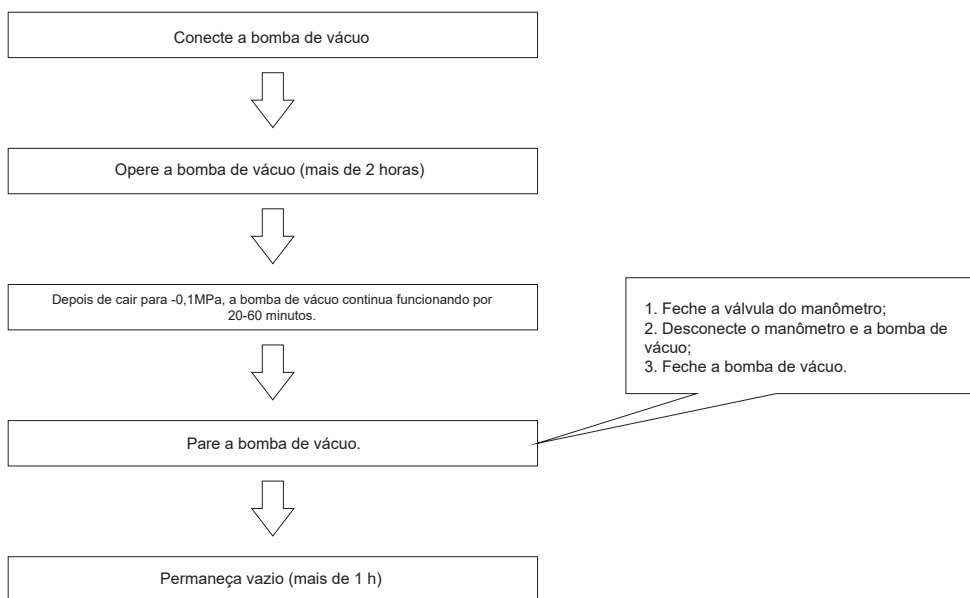 Conecte a bomba de vácuo
Opere a bomba de vácuo (mais de 2 horas)
Depois de cair para -0,1MPa, a bomba de vácuo continua funcionando por
20-60 minutos.
1. Feche a válvula do manômetro;
2. Desconecte o manômetro e a bomba de
vácuo;
3. Feche a bomba de vácuo.
Pare a bomba de vácuo.
Permaneça vazio (mais de 1 h)